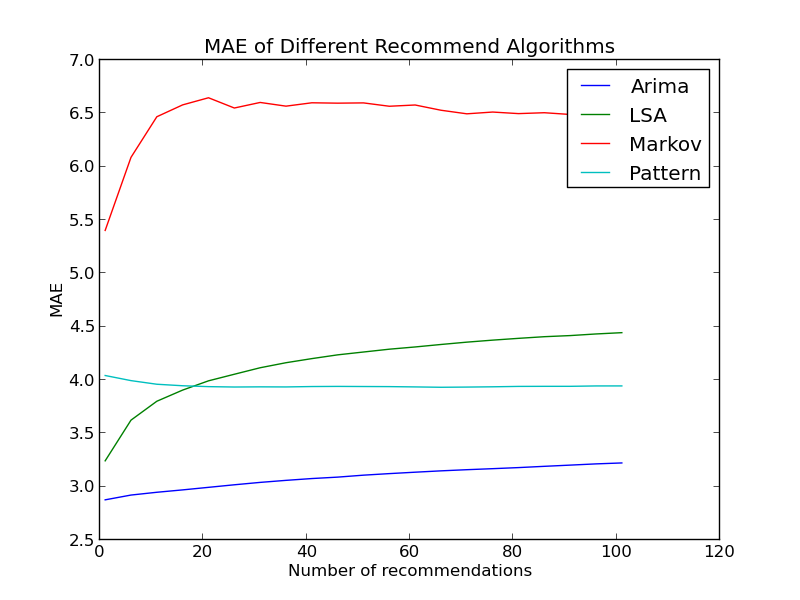 MAE of Different Recommend Algorithms
7.0
6.5
6.0
5.5
5.0
4.5
4.0
3.5
3.0
2.5
MAE
Arima
LSA
Markov
Pattern
0 20 40 60 80 100 120
Number of recommendations